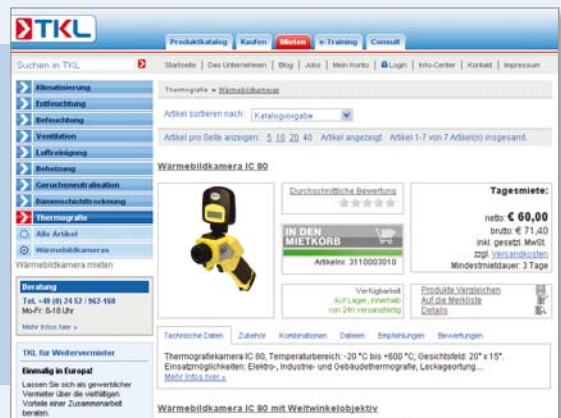 TKL
Produktkatalog Kaufen Mieten e-Training Consult
Suchen in TKL
Startseite | Das Unternehmen | Blog | Jobs | Mein Konto | Login | Info-Center | Kontakt | Impressum
Klimatisierung
Entfeuchtung
Befeuchtung
Ventilation
Luftreinigung
Beheizung
Geruchsneutralisation
Dämmschichttrocknung
Thermografie
Alle Artikel
Wärmebildkameras
Wärmebildkamera mieten
Beratung
Tel. +49 (0) 24 52 / 962-160
Mo-Fr: 8-18 Uhr
Mehr Infos hier »
TKL für Weitervermieter
Einmalig in Europa!
Lassen Sie sich als gewerblicher
Vermieter über die vielfältigen
Vorteile einer Zusammenarbeit
beraten.
Thermografie » Wärmebildkameras
Artikel sortieren nach: Katalogvorgabe
Artikel pro Seite anzeigen: 5 10 20 40 Artikel angezeigt Artikel 1-7 von 7 Artikel(n) insgesamt.
Wärmebildkamera IC 80
Durchschnittliche Bewertung
IN DEN
MIETKORB
Artikelnr. 3110003010
Tagesmiete:
netto: € 60,00
brutto: € 71,40
inkl. gesetzl. MwSt.
zzgl. Versandkosten
Mindestmietdauer: 3 Tage
Verfügbarkeit
Auf Lager, innerhalb
von 24h versandfertig
Produkte Vergleichen
Auf die Merkliste
Details
Technische Daten Zubehör Kombinationen Dateien Empfehlungen Bewertungen
Thermografiekamera IC 80, Temperaturbereich: -20 °C bis +600 °C, Gesichtsfeld: 20° x 15°.
Einsatzmöglichkeiten: Elektro-, Industrie- und Gebäudethermografie, Leckageortung....
Mehr Infos hier »
Wärmebildkamera IC 80 mit Weitwinkelobjektiv